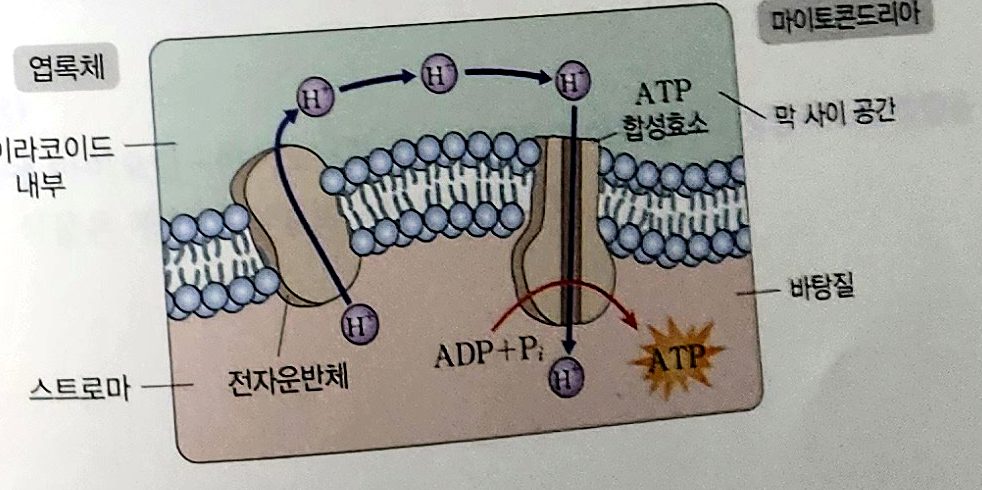 마이토콘드리아
엽록체
H⁺
H⁺
H⁺
ATP
합성효소
막 사이 공간
이라코이드
내부
바탕질
H⁺
ADP+Pᵢ
ATP
H⁺
전자운반체
스트로마